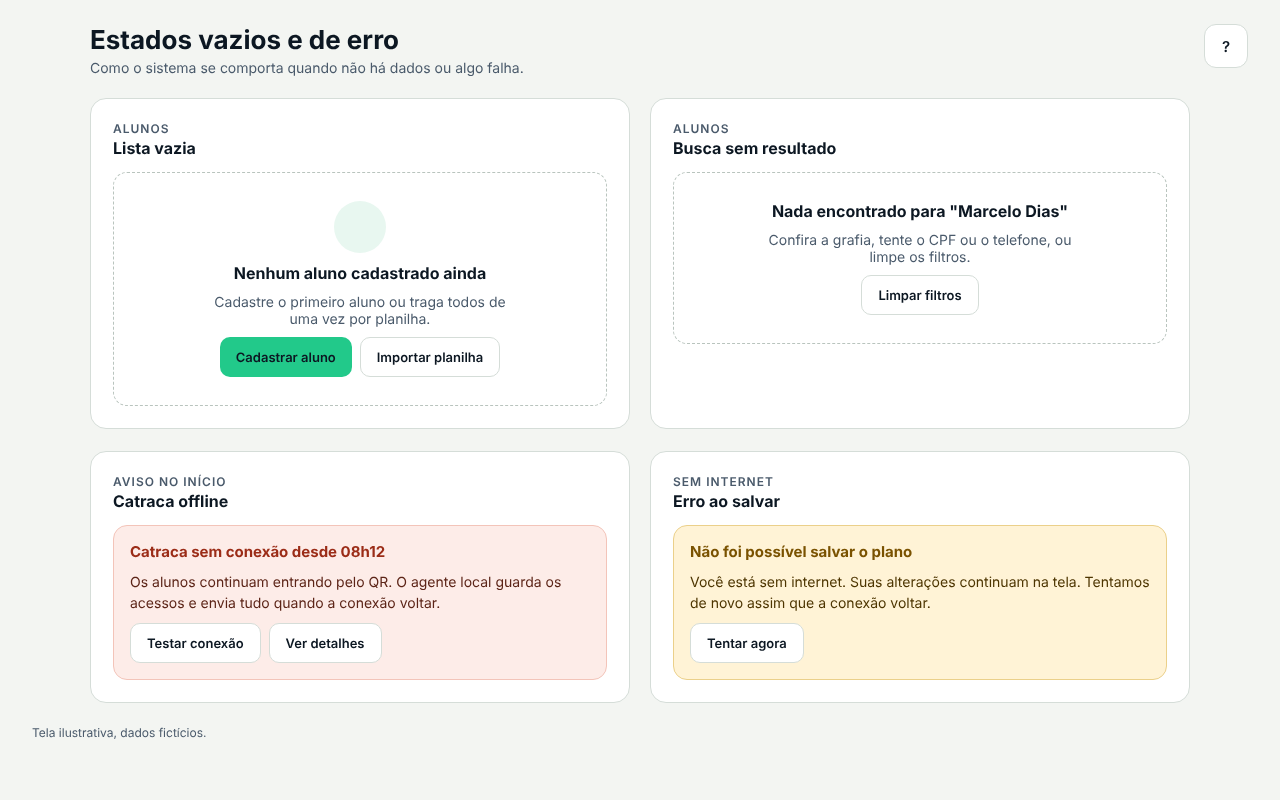 Estados vazios e de erro
Como o sistema se comporta quando não há dados ou algo falha.
?
ALUNOS
Lista vazia
Nenhum aluno cadastrado ainda
Cadastre o primeiro aluno ou traga todos de
uma vez por planilha.
Cadastrar aluno
Importar planilha
ALUNOS
Busca sem resultado
Nada encontrado para "Marcelo Dias"
Confira a grafia, tente o CPF ou o telefone, ou
limpe os filtros.
Limpar filtros
AVISO NO INÍCIO
Catraca offline
Catraca sem conexão desde 08h12
Os alunos continuam entrando pelo QR. O agente local guarda os
acessos e envia tudo quando a conexão voltar.
Testar conexão
Ver detalhes
SEM INTERNET
Erro ao salvar
Não foi possível salvar o plano
Você está sem internet. Suas alterações continuam na tela. Tentamos
de novo assim que a conexão voltar.
Tentar agora
Tela ilustrativa, dados fictícios.